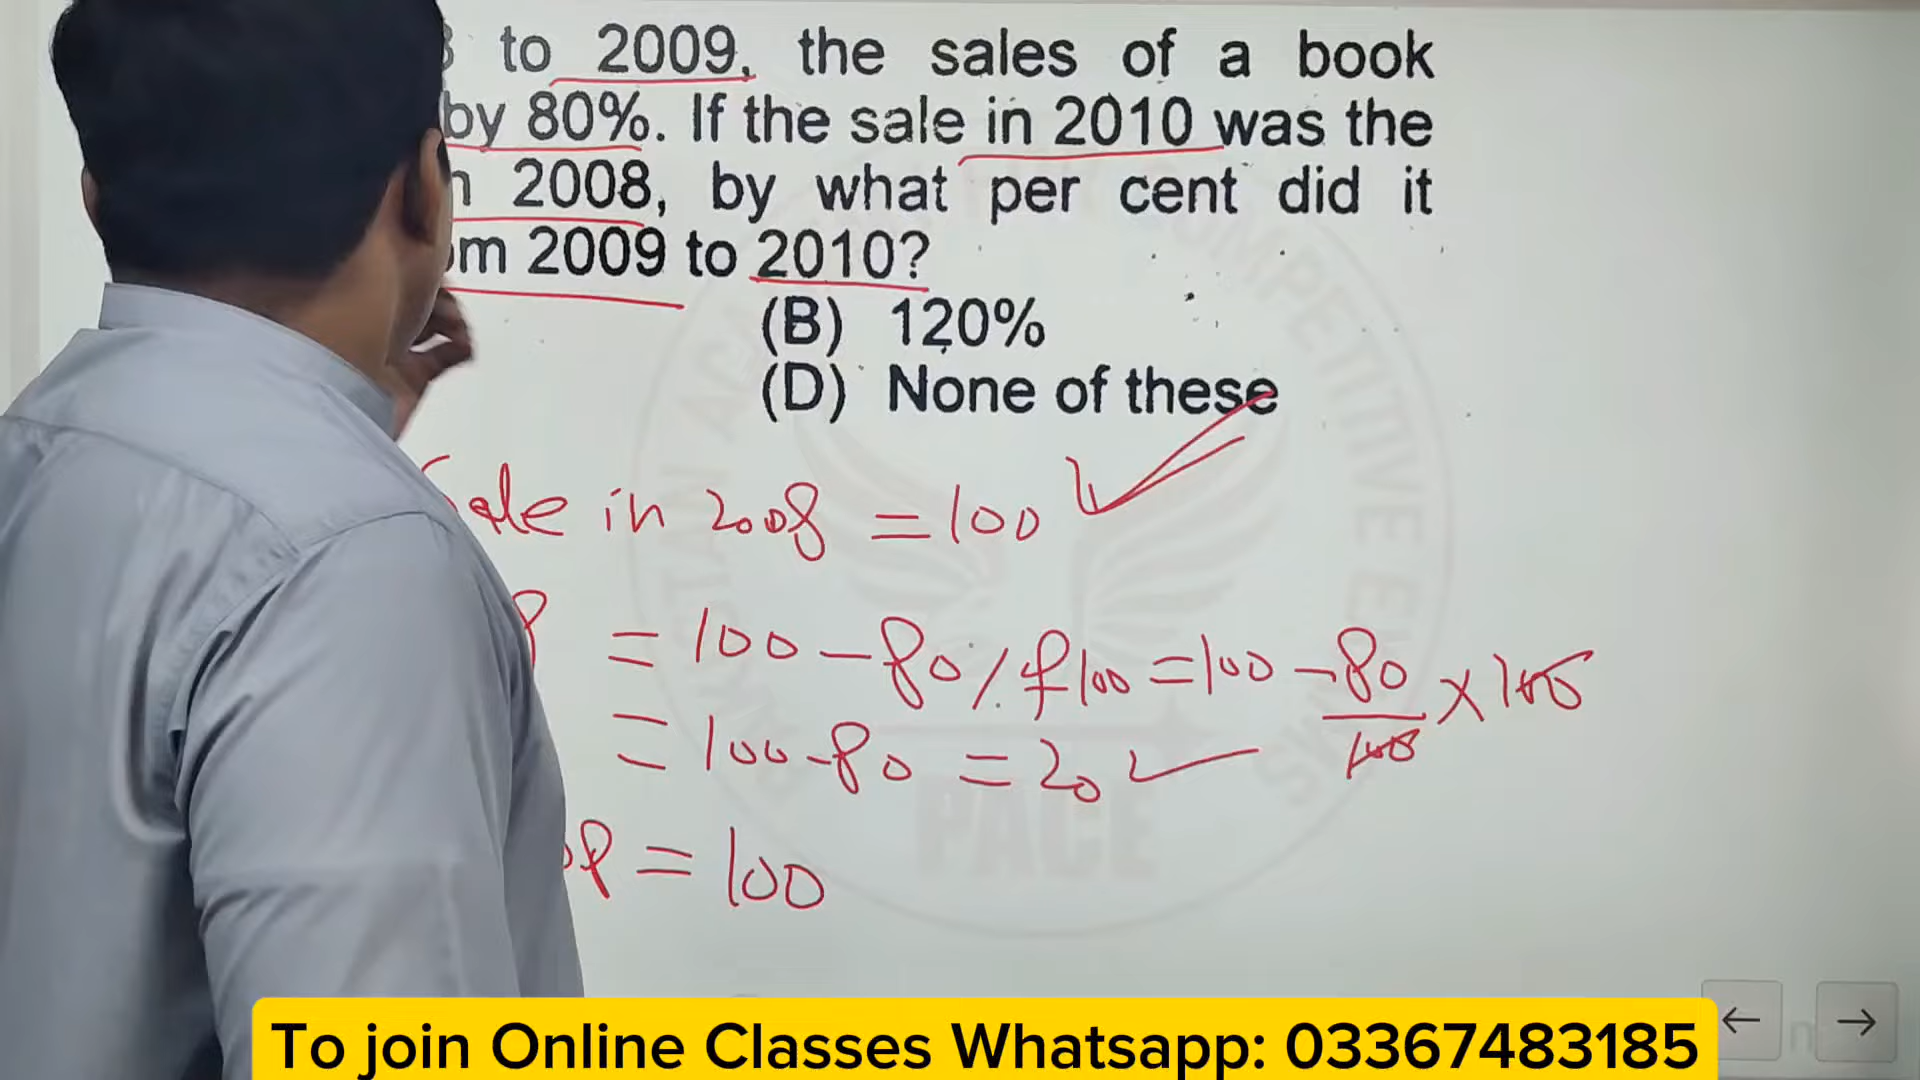 to 2009, the sales of a book
by 80%. If the sale in 2010 was the
2008, by what per cent did it
2009 to 2010?
(B) 120%
(D) None of these
Sale in 2008 = 100
= 100 - 80% of 100 = 100 - 80/100 × 100
= 100 - 80 = 20
= 100
PACE
To join Online Classes Whatsapp: 03367483185